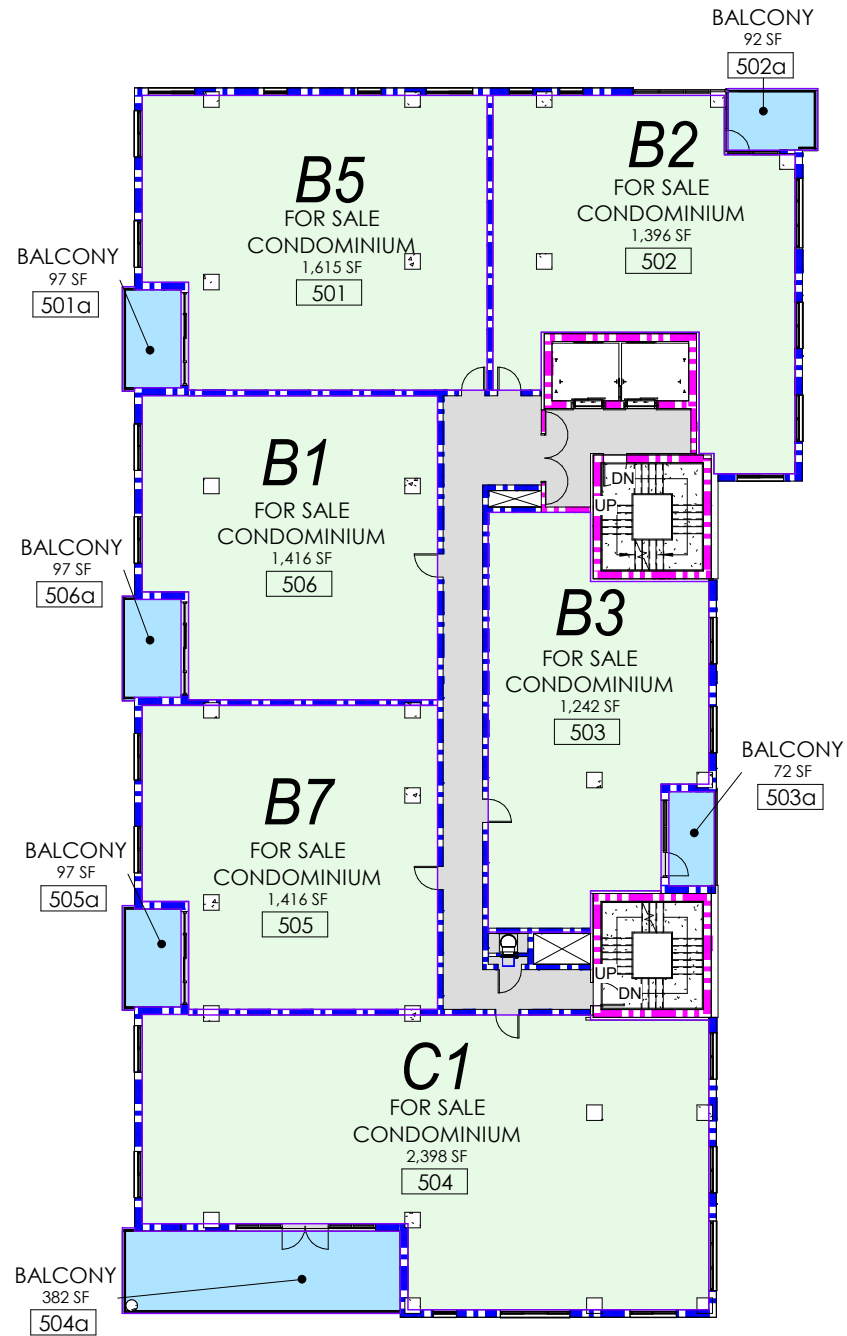 BALCONY
92 SF
502a
B5
FOR SALE
CONDOMINIUM
1,615 SF
501
B2
FOR SALE
CONDOMINIUM
1,396 SF
502
BALCONY
97 SF
501a
B1
FOR SALE
CONDOMINIUM
1,416 SF
506
DN
UP
BALCONY
97 SF
506a
B3
FOR SALE
CONDOMINIUM
1,242 SF
503
BALCONY
72 SF
503a
B7
FOR SALE
CONDOMINIUM
1,416 SF
505
BALCONY
97 SF
505a
UP
DN
C1
FOR SALE
CONDOMINIUM
2,398 SF
504
BALCONY
382 SF
504a